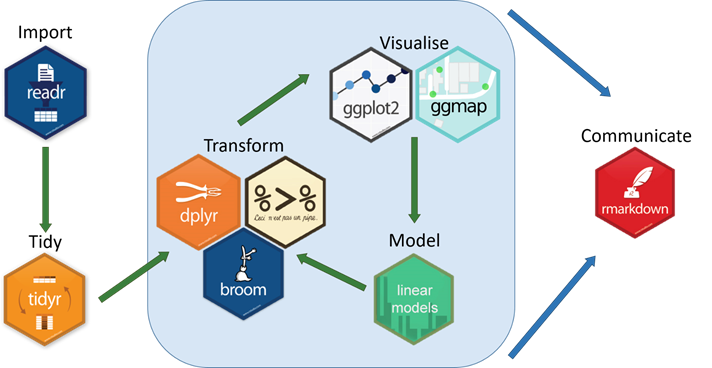 Import
readr
Tidy
tidyr
Transform
dplyr
%>%
Ceci n'est pas un pipe.
broom
Visualise
ggplot2
ggmap
Model
linear
models
Communicate
rmarkdown